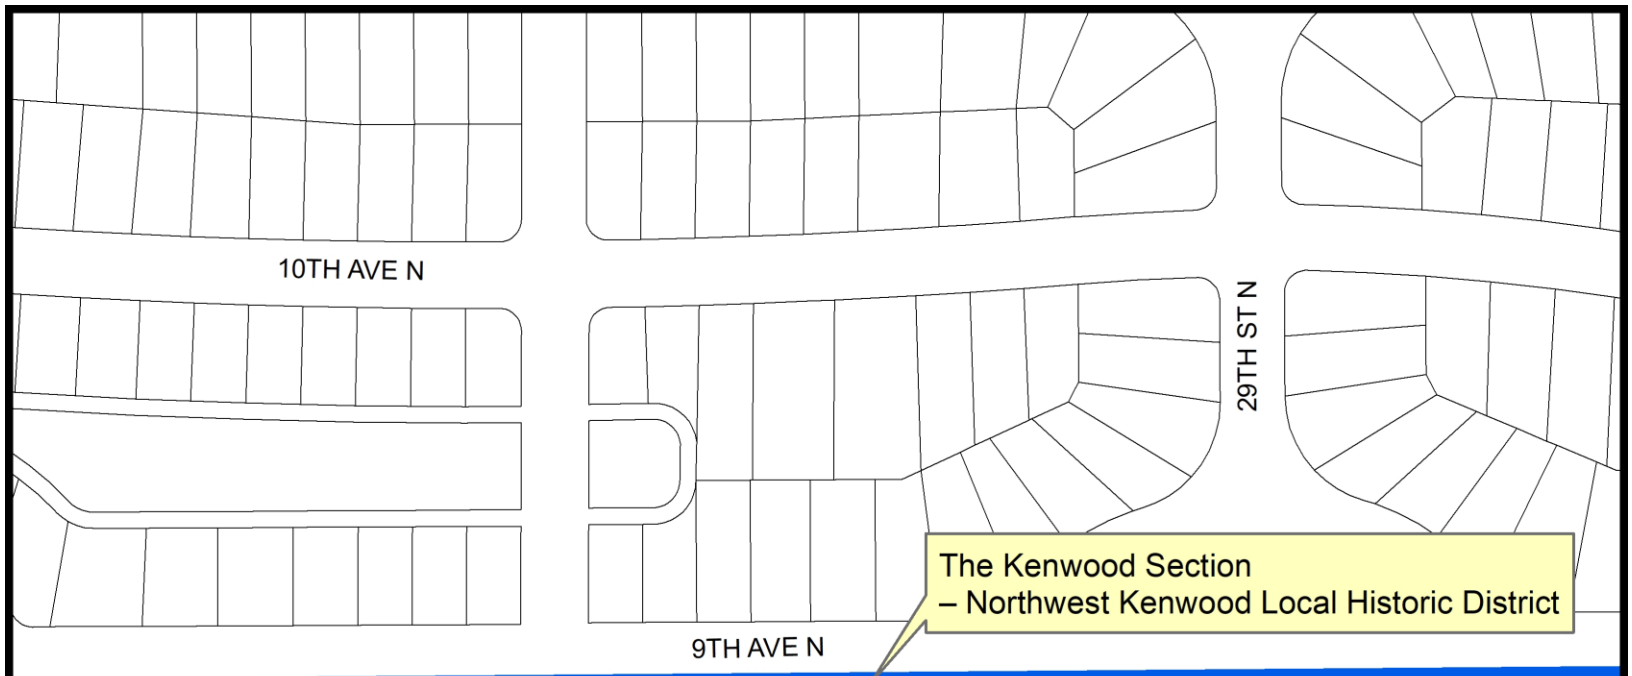 10TH AVE N
29TH ST N
The Kenwood Section
– Northwest Kenwood Local Historic District
9TH AVE N